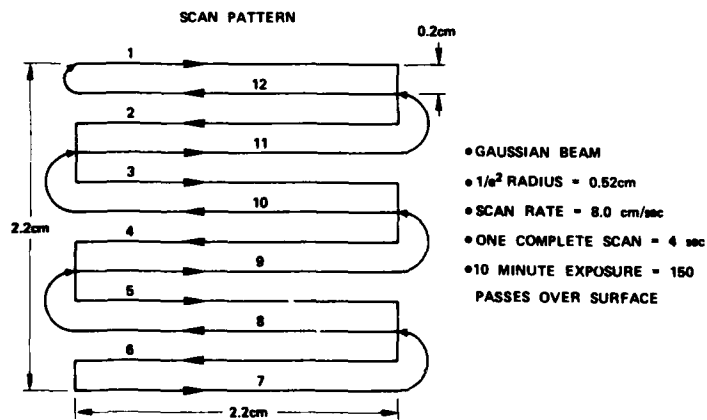 SCAN PATTERN
0.2cm
1
12
2
11
3
10
2.2cm
4
9
5
8
6
7
2.2cm
● GAUSSIAN BEAM
● 1/e² RADIUS = 0.52cm
● SCAN RATE = 8.0 cm/sec
● ONE COMPLETE SCAN = 4 sec
● 10 MINUTE EXPOSURE = 150
PASSES OVER SURFACE